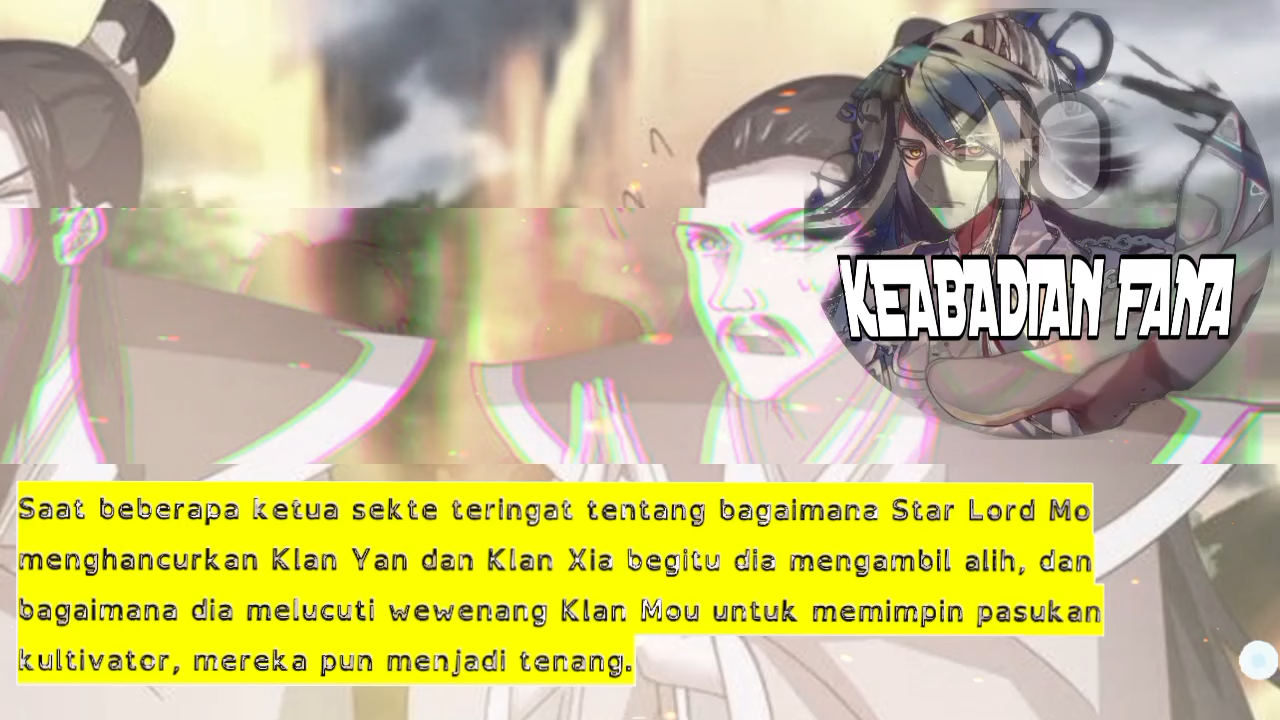 KEABADIAN FANA
Saat beberapa ketua sekte teringat tentang bagaimana Star Lord Mo
menghancurkan Klan Yan dan Klan Xia begitu dia mengambil alih, dan
bagaimana dia melucuti wewenang Klan Mou untuk memimpin pasukan
kultivator, mereka pun menjadi tenang.